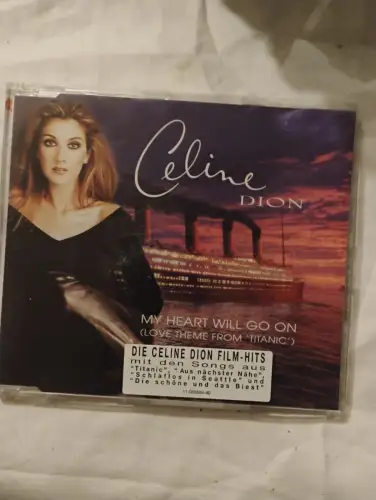 Celine
DION
MY HEART WILL GO ON
(LOVE THEME FROM 'TITANIC')
DIE CELINE DION FILM-HITS
mit den Songs aus
"Titanic", "Aus nächster Nähe",
"Schlaflos in Seattle" und
"Die schöne und das Biest"